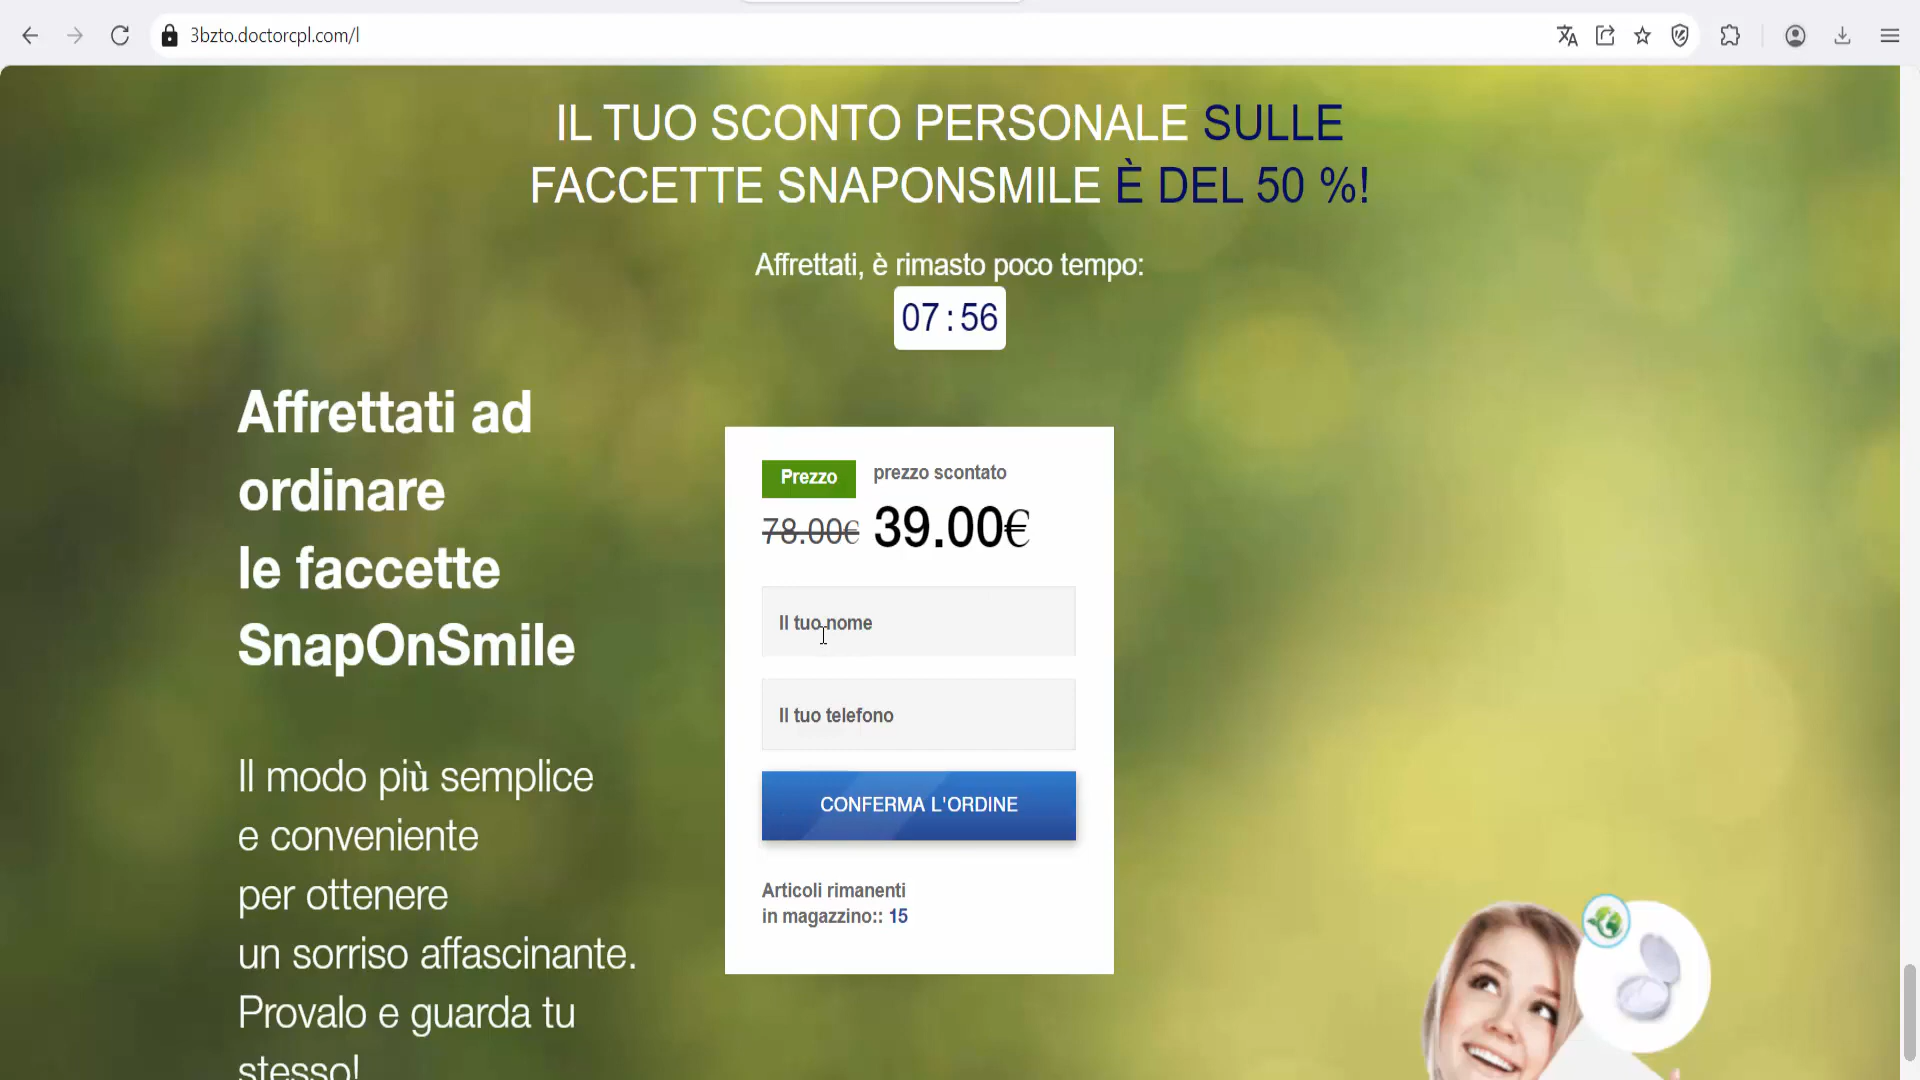 3bzto.doctorcpl.com/l
IL TUO SCONTO PERSONALE SULLE
FACCETTE SNAPONSMILE È DEL 50 %!
Affrettati, è rimasto poco tempo:
07 : 56
Affrettati ad
ordinare
le faccette
SnapOnSmile
Il modo più semplice
e conveniente
per ottenere
un sorriso affascinante.
Provalo e guarda tu
stesso!
Prezzo prezzo scontato
78.00€ 39.00€
Il tuo nome
Il tuo telefono
CONFERMA L'ORDINE
Articoli rimanenti
in magazzino:: 15